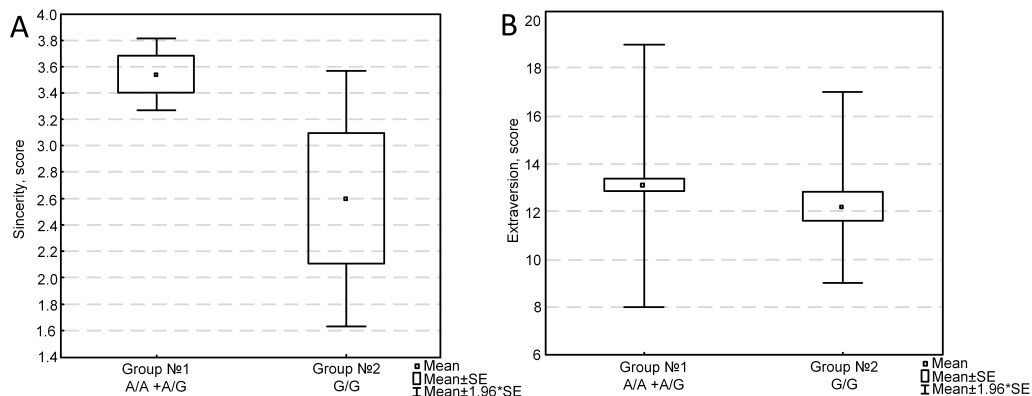 A
Sincerity, score
4.0
3.8
3.6
3.4
3.2
3.0
2.8
2.6
2.4
2.2
2.0
1.8
1.6
1.4
Group №1
A/A +A/G
Group №2
G/G
Mean
Mean±SE
Mean±1.96*SE
B
Extraversion, score
20
18
16
14
12
10
8
6
Group №1
A/A +A/G
Group №2
G/G
Mean
Mean±SE
Mean±1.96*SE